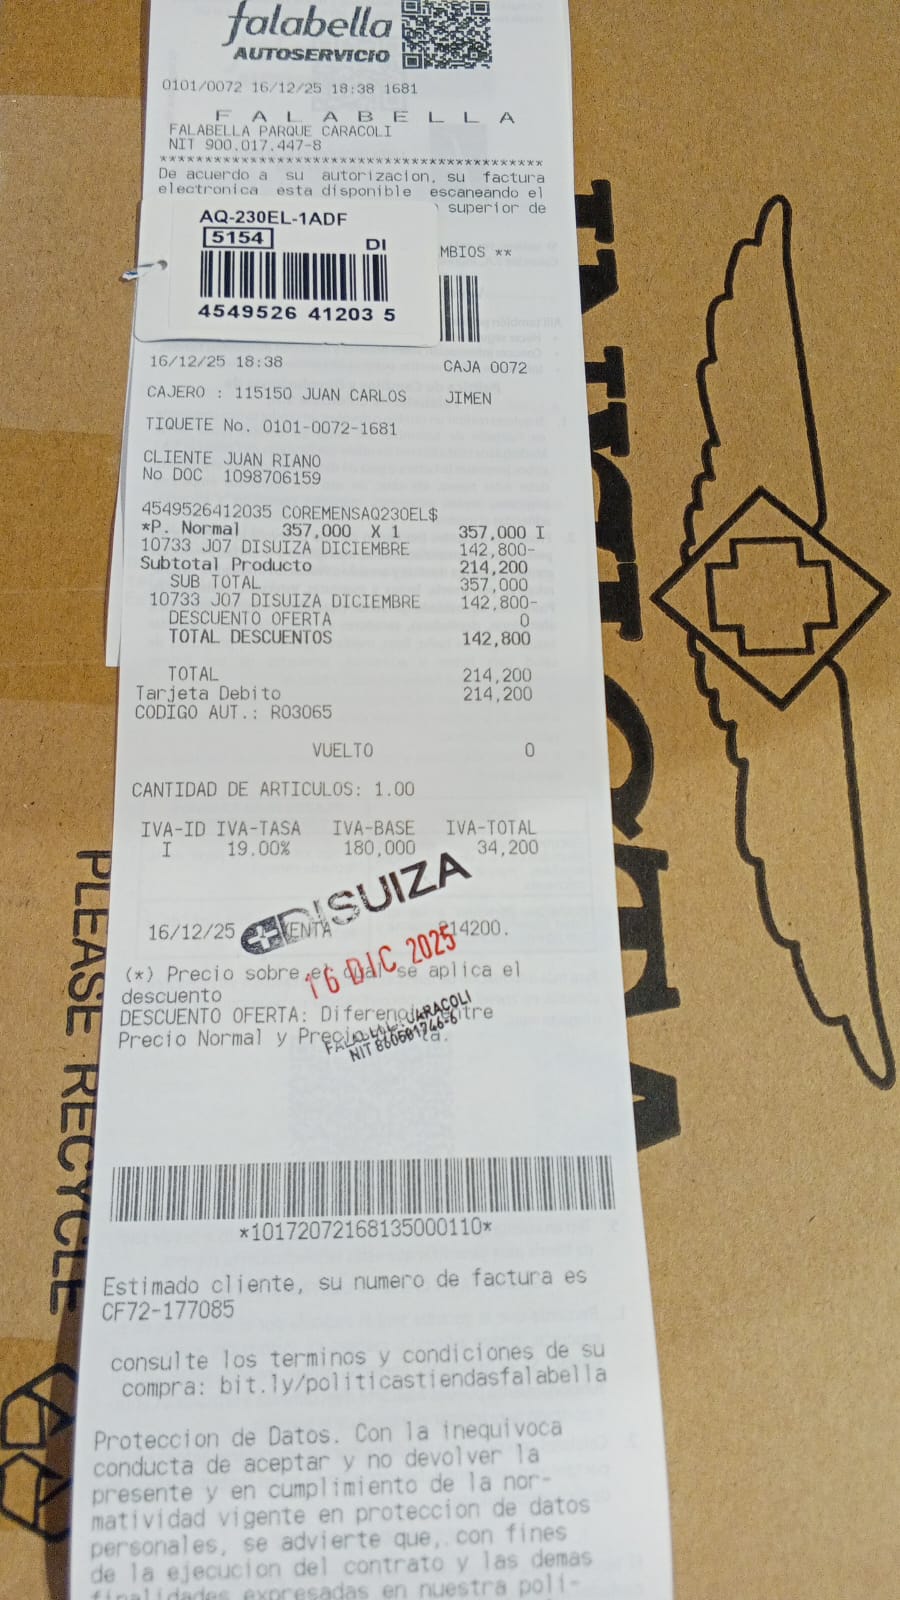 falabella
AUTOSERVICIO
0101/0072 16/12/25 18:38 1681
F A L A B E L L A
FALABELLA PARQUE CARACOLI
NIT 900.017.447-8
******************************************
De acuerdo a su autorizacion, su factura
electronica esta disponible escaneando el
superior de
MBIOS **
AQ-230EL-1ADF
5154
DI
4549526 41203 5
16/12/25 18:38 CAJA 0072
CAJERO : 115150 JUAN CARLOS JIMEN
TIQUETE No. 0101-0072-1681
CLIENTE JUAN RIANO
No DOC 1098706159
4549526412035 COREMENSAQ230EL$
*P. Normal 357,000 X 1 357,000 I
10733 J07 DISUIZA DICIEMBRE 142,800-
Subtotal Producto 214,200
SUB TOTAL 357,000
10733 J07 DISUIZA DICIEMBRE 142,800-
DESCUENTO OFERTA 0
TOTAL DESCUENTOS 142,800
TOTAL 214,200
Tarjeta Debito 214,200
CODIGO AUT.: R03065
VUELTO 0
CANTIDAD DE ARTICULOS: 1.00
IVA-ID IVA-TASA IVA-BASE IVA-TOTAL
I 19.00% 180,000 34,200
DISUIZA
16/12/25 VENTA 214200.
16 DIC 2025
(*) Precio sobre el cual se aplica el
descuento
DESCUENTO OFERTA: Diferencia entre
Precio Normal y Precio
CARACOLI
NIT
*10172072168135000110*
Estimado cliente, su numero de factura es
CF72-177085
consulte los terminos y condiciones de su
compra: bit.ly/politicastiendasfalabella
Proteccion de Datos. Con la inequivoca
conducta de aceptar y no devolver la
presente y en cumplimiento de la nor-
matividad vigente en proteccion de datos
personales, se advierte que, con fines
de la ejecucion del contrato y las demas
finalidades expresadas en nuestra poli-
PLEASE RECYCLE